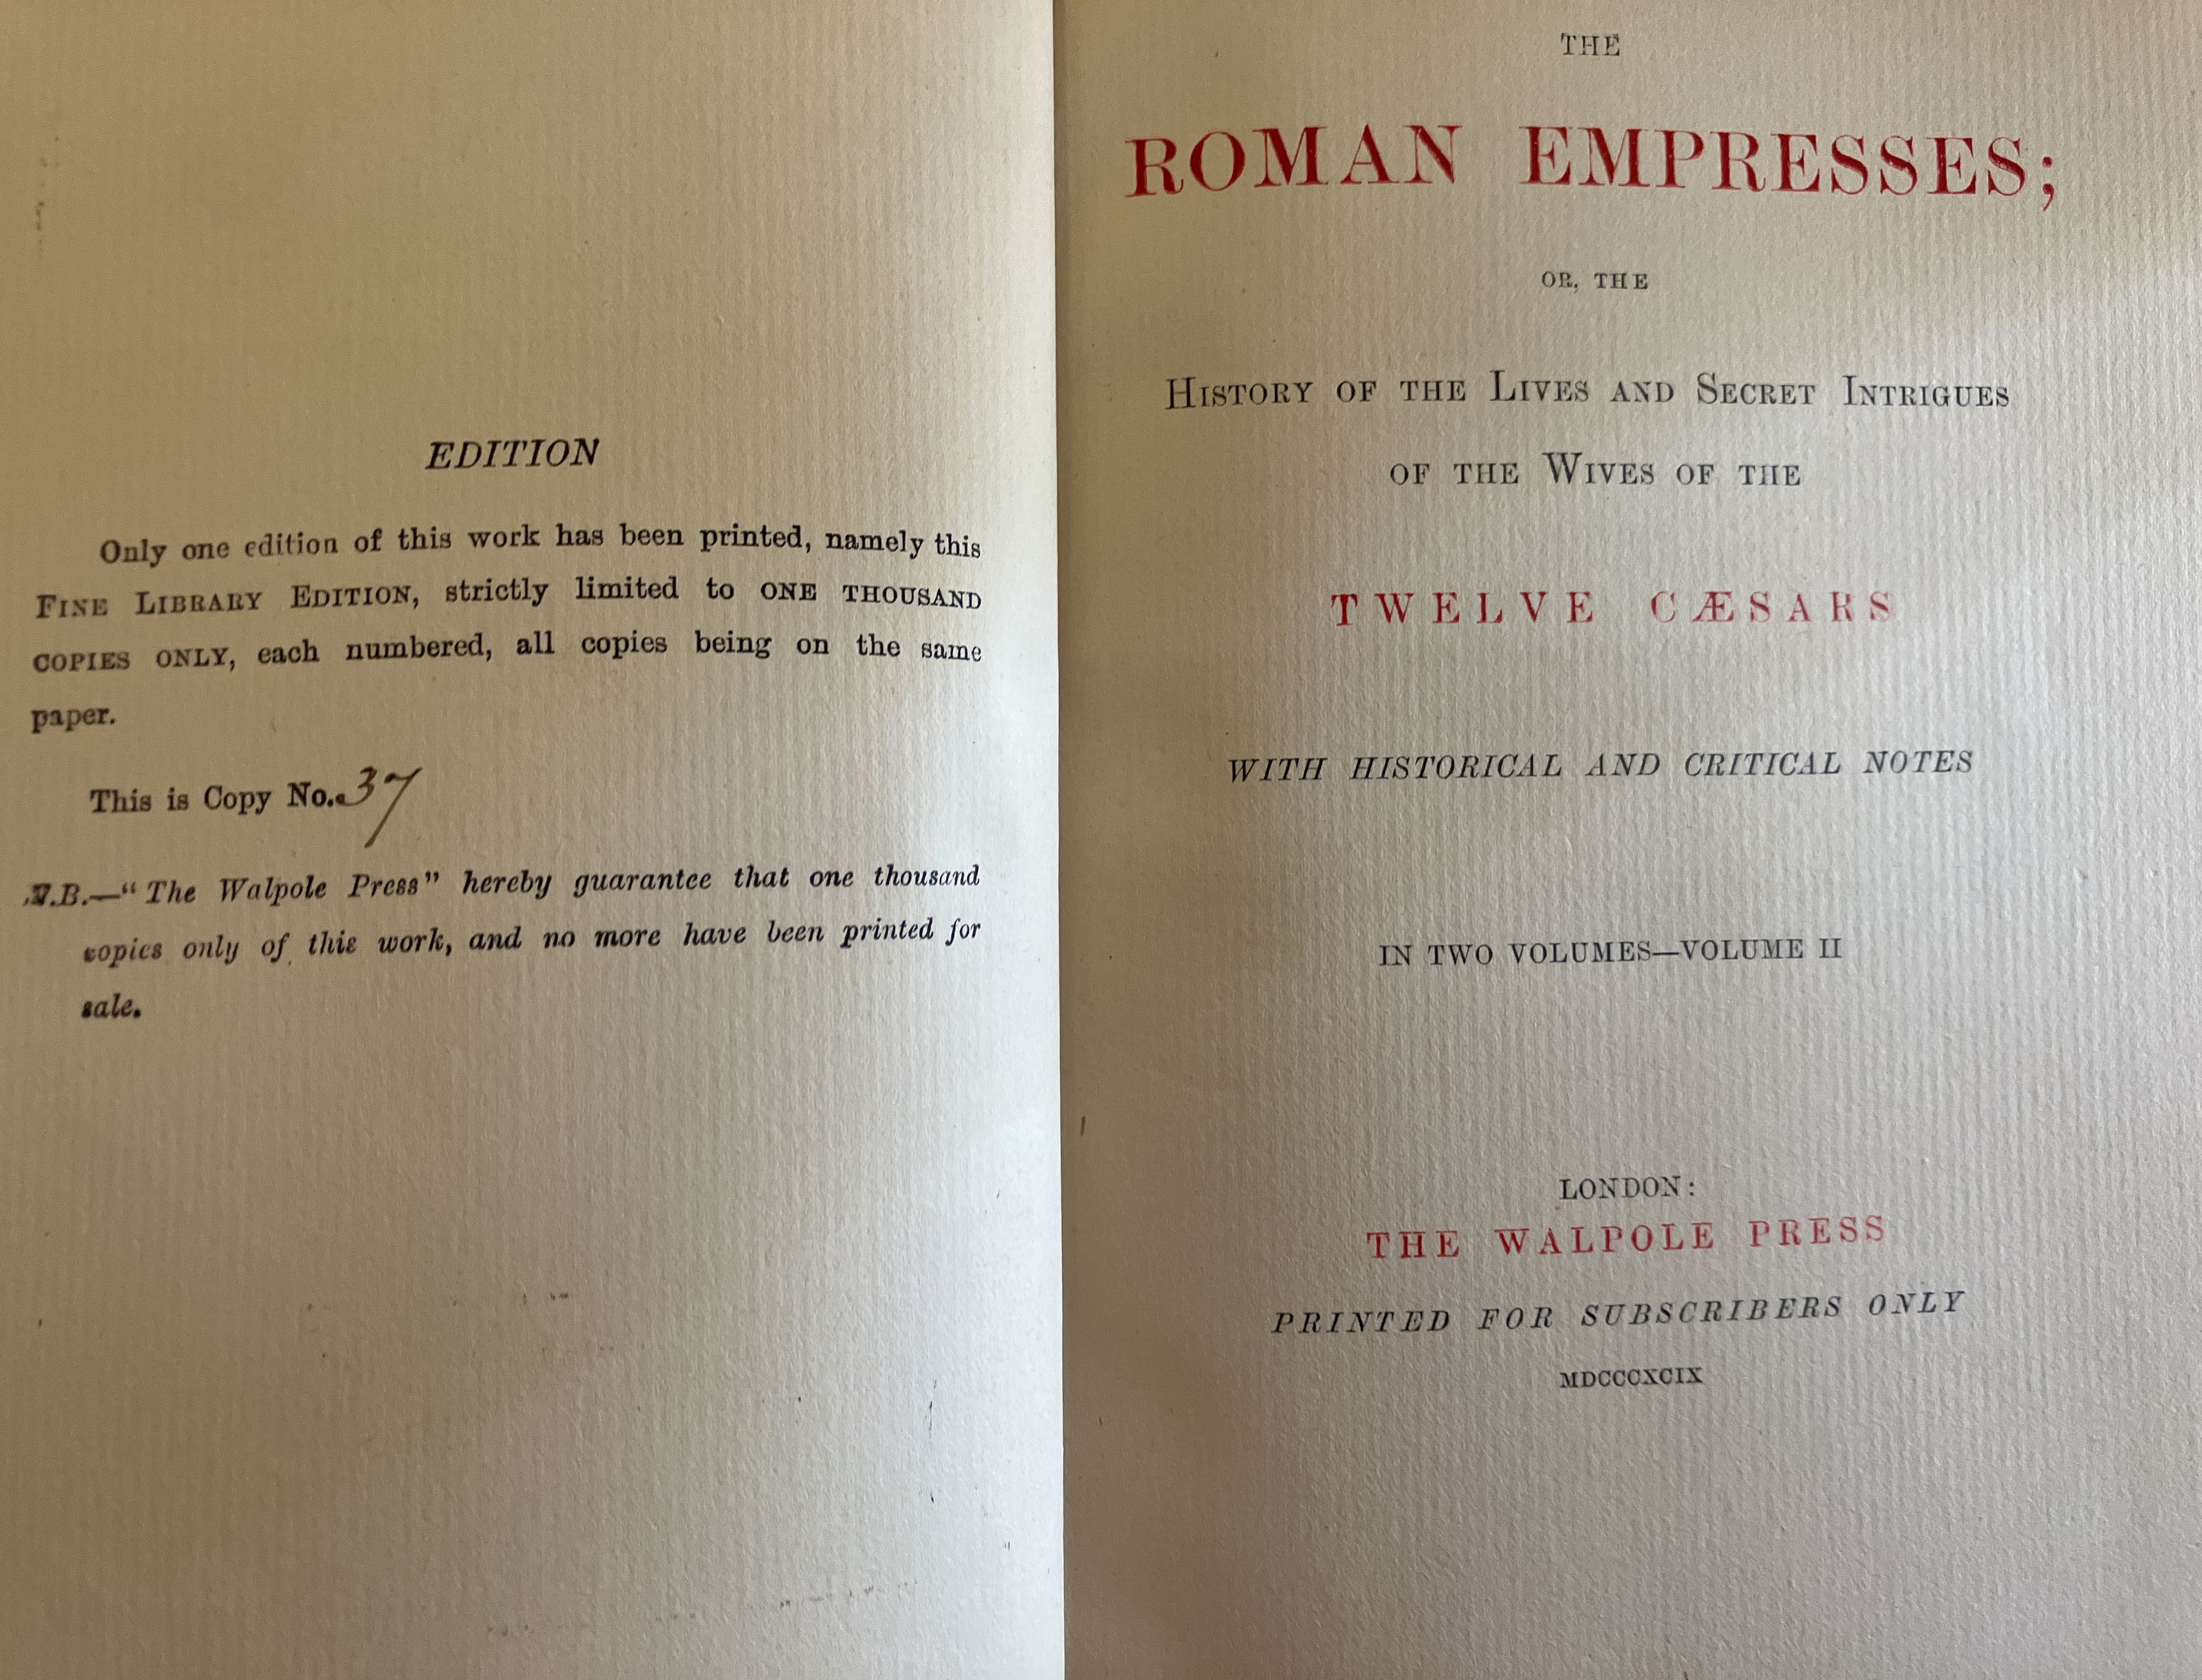 EDITION
Only one edition of this work has been printed, namely this
FINE LIBRARY EDITION, strictly limited to ONE THOUSAND
COPIES ONLY, each numbered, all copies being on the same
paper.
This is Copy No. 37
N.B.—“The Walpole Press” hereby guarantee that one thousand
copies only of this work, and no more have been printed for
sale.
THE
ROMAN EMPRESSES;
OR, THE
HISTORY OF THE LIVES AND SECRET INTRIGUES
OF THE WIVES OF THE
TWELVE CÆSARS
WITH HISTORICAL AND CRITICAL NOTES
IN TWO VOLUMES—VOLUME II
LONDON:
THE WALPOLE PRESS
PRINTED FOR SUBSCRIBERS ONLY
MDCCCXCIX